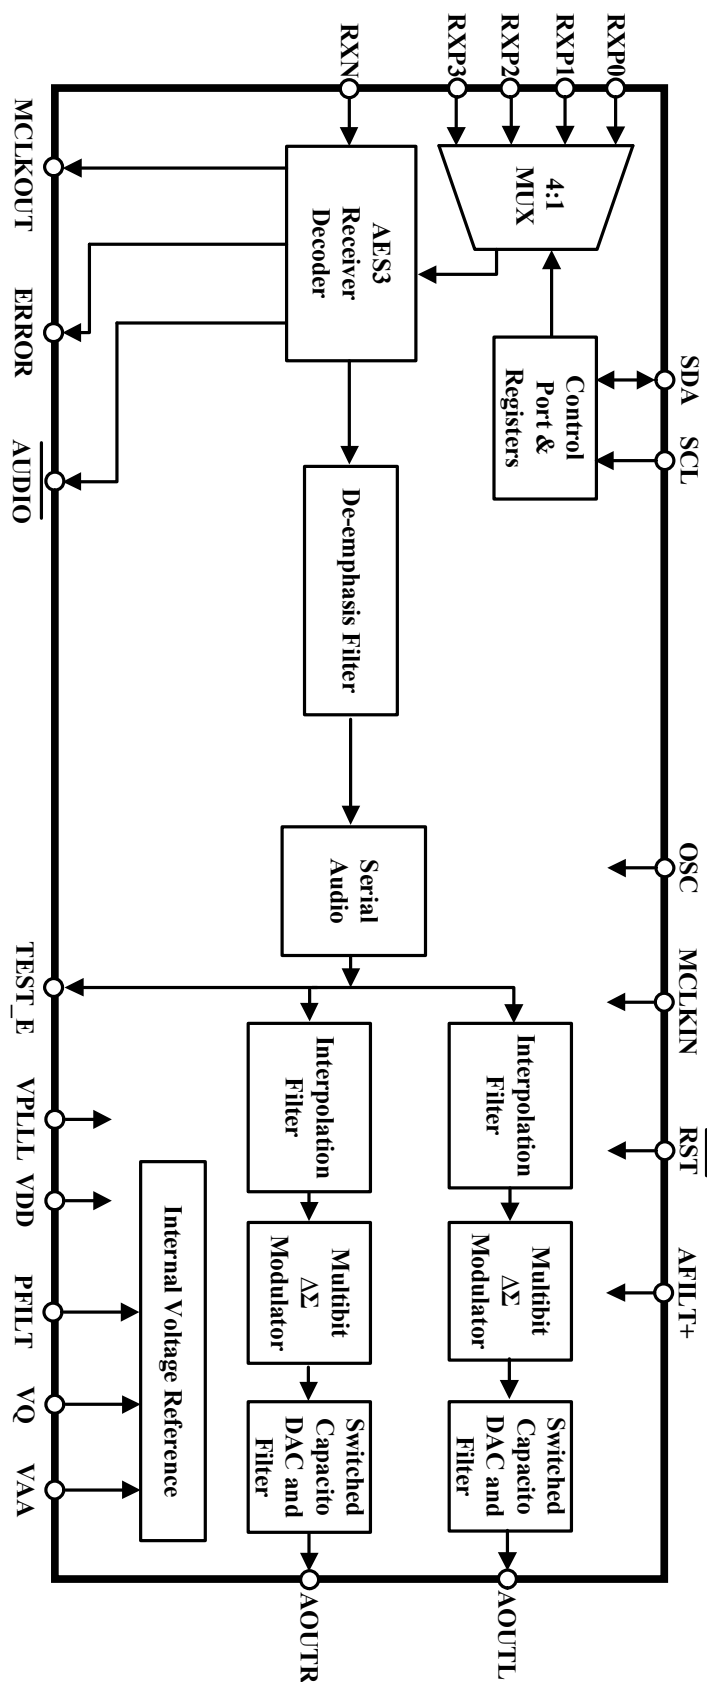 SDA
SCL
OSC
MCLKIN
RST
AFILT+
RXP0
RXP1
RXP2
RXP3
RXN
4:1
MUX
Control
Port &
Registers
AES3
Receiver
Decoder
De-emphasis Filter
Serial
Audio
Interpolation
Filter
Multibit
ΔΣ
Modulator
Switched
Capacito
DAC and
Filter
AOUTL
Interpolation
Filter
Multibit
ΔΣ
Modulator
Switched
Capacito
DAC and
Filter
AOUTR
Internal Voltage Reference
MCLKOUT
ERROR
AUDIO
TEST_E
VPLLL
VDD
PFILT
VQ
VAA